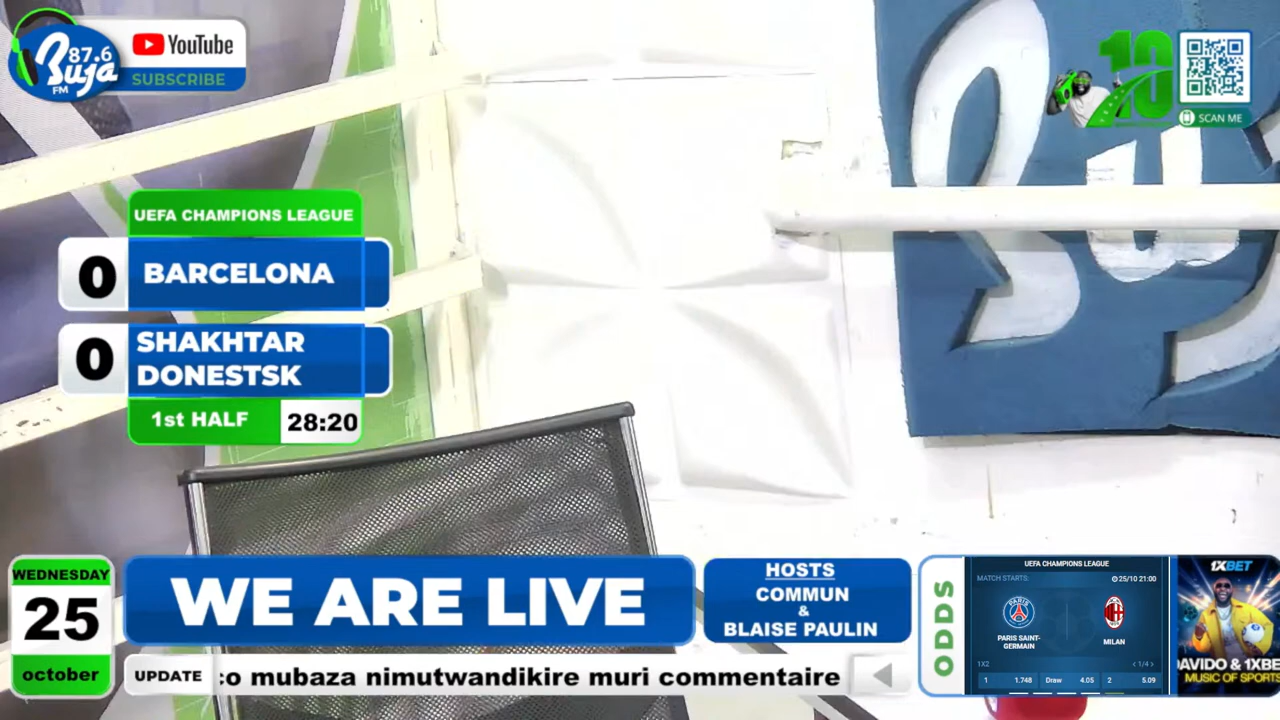 87.6
Buja
FM
YouTube
SUBSCRIBE
10
SCAN ME
UEFA CHAMPIONS LEAGUE
0 BARCELONA
0 SHAKHTAR
DONESTSK
1st HALF 28:20
WEDNESDAY
25
october
WE ARE LIVE
HOSTS
COMMUN
&
BLAISE PAULIN
UPDATE
co mubaza nimutwandikire muri commentaire
ODDS
UEFA CHAMPIONS LEAGUE
MATCH STARTS: 25/10 21:00
PARIS SAINT-
GERMAIN
MILAN
1X2 < 1/4 >
1 1.748 Draw 4.05 2 5.09
1XBET
DAVIDO & 1XBE
MUSIC OF SPORTS